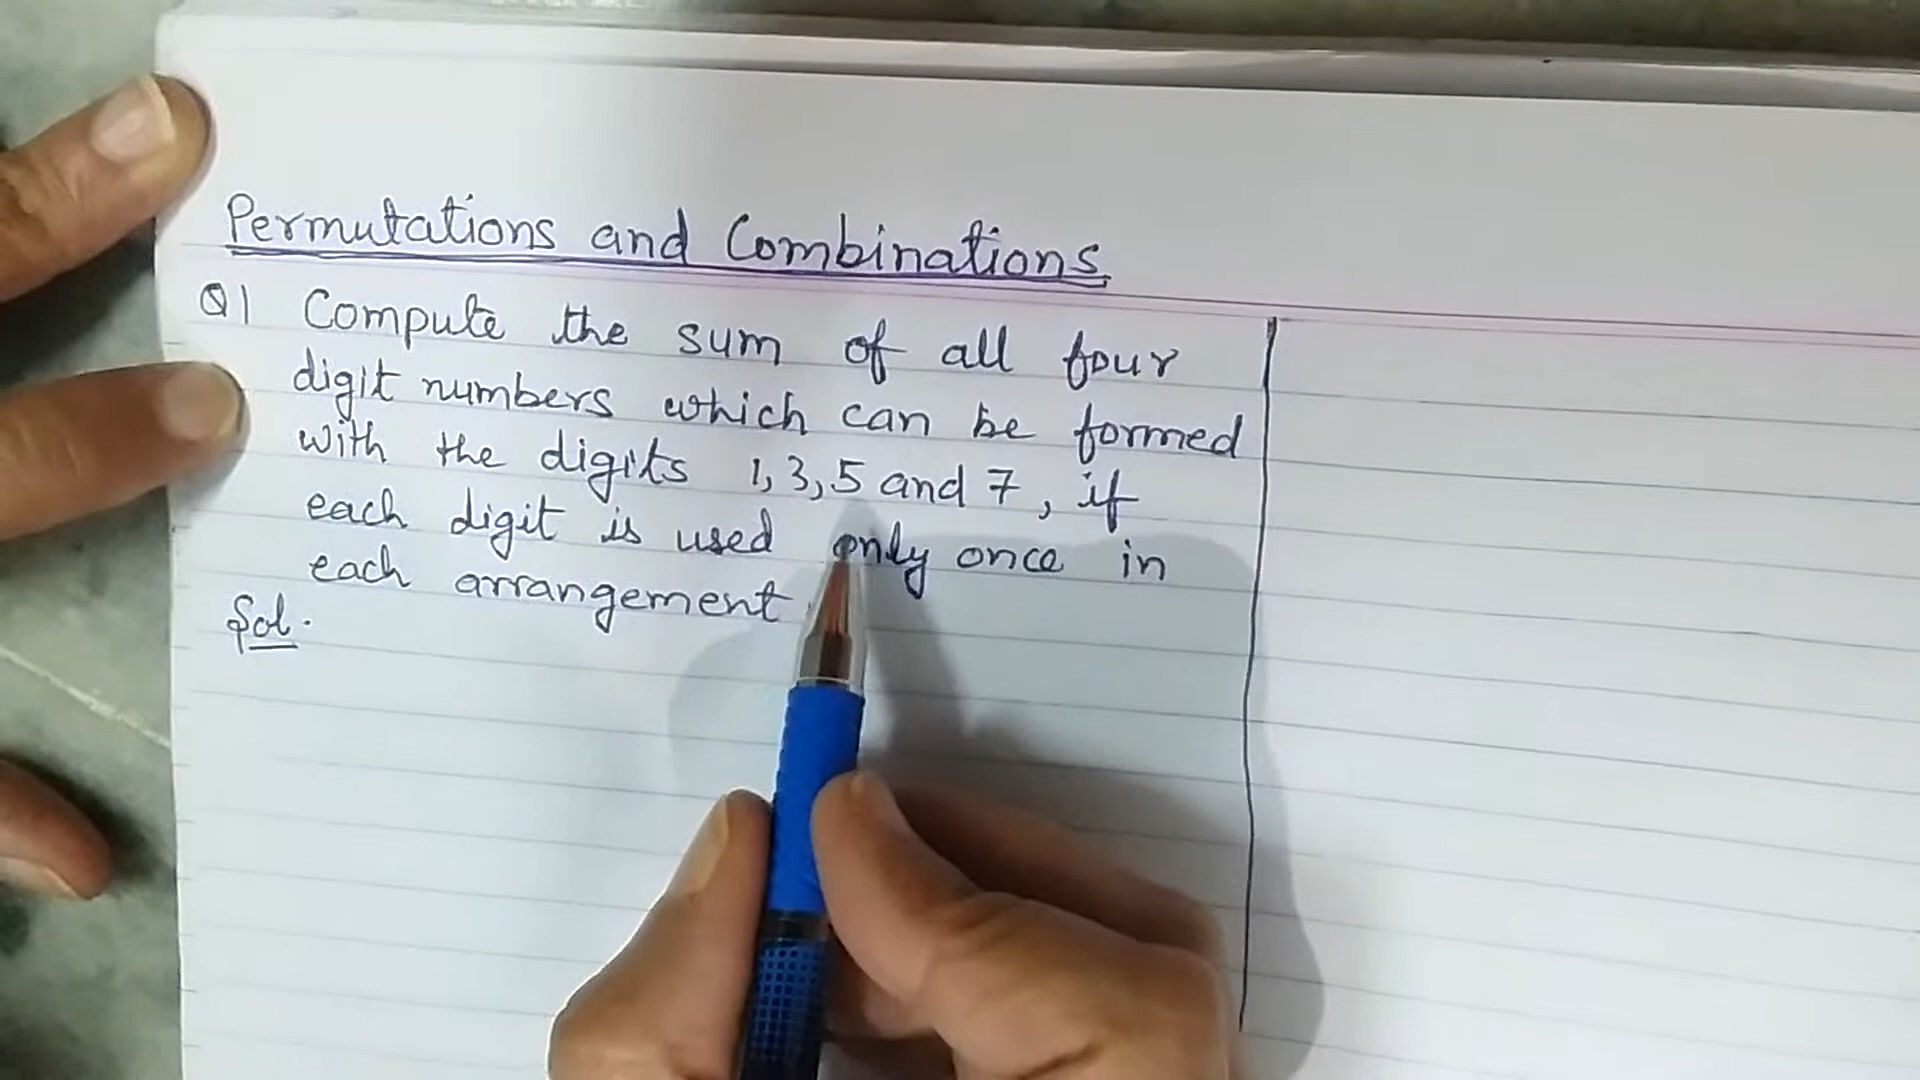 Permutations and Combinations
Q1 Compute the sum of all four
digit numbers which can be formed
with the digits 1, 3, 5 and 7, if
each digit is used only once in
each arrangement
Sol.